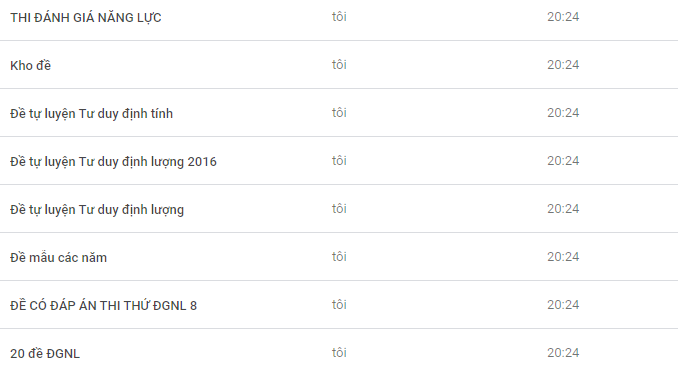 THI ĐÁNH GIÁ NĂNG LỰC tôi 20:24
Kho đề tôi 20:24
Đề tự luyện Tư duy định tính tôi 20:24
Đề tự luyện Tư duy định lượng 2016 tôi 20:24
Đề tự luyện Tư duy định lượng tôi 20:24
Đề mẫu các năm tôi 20:24
ĐỀ CÓ ĐÁP ÁN THI THỨ ĐGNL 8 tôi 20:24
20 đề ĐGNL tôi 20:24